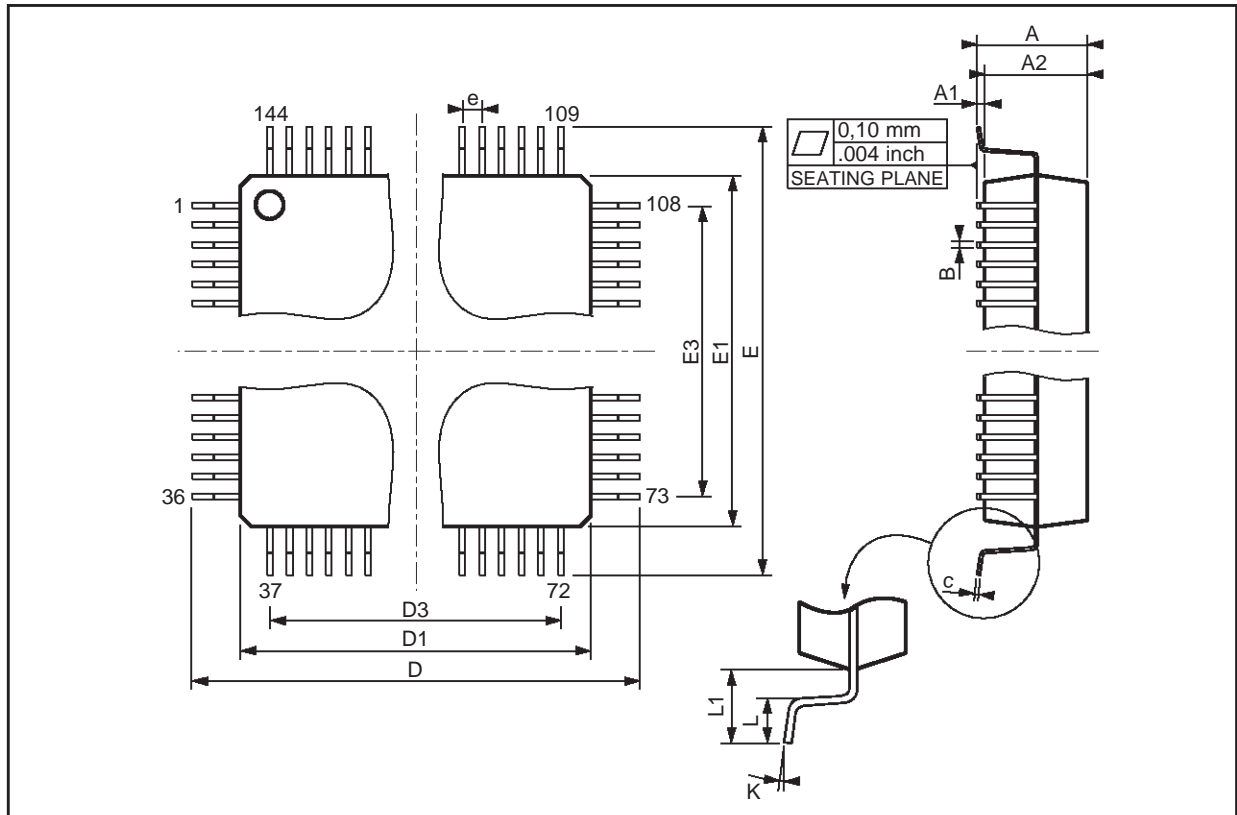 A
A2
A1
e
144
109
0,10 mm
.004 inch
SEATING PLANE
1
108
B
E3
E1
E
36
73
37
72
c
D3
D1
D
L1
L
K